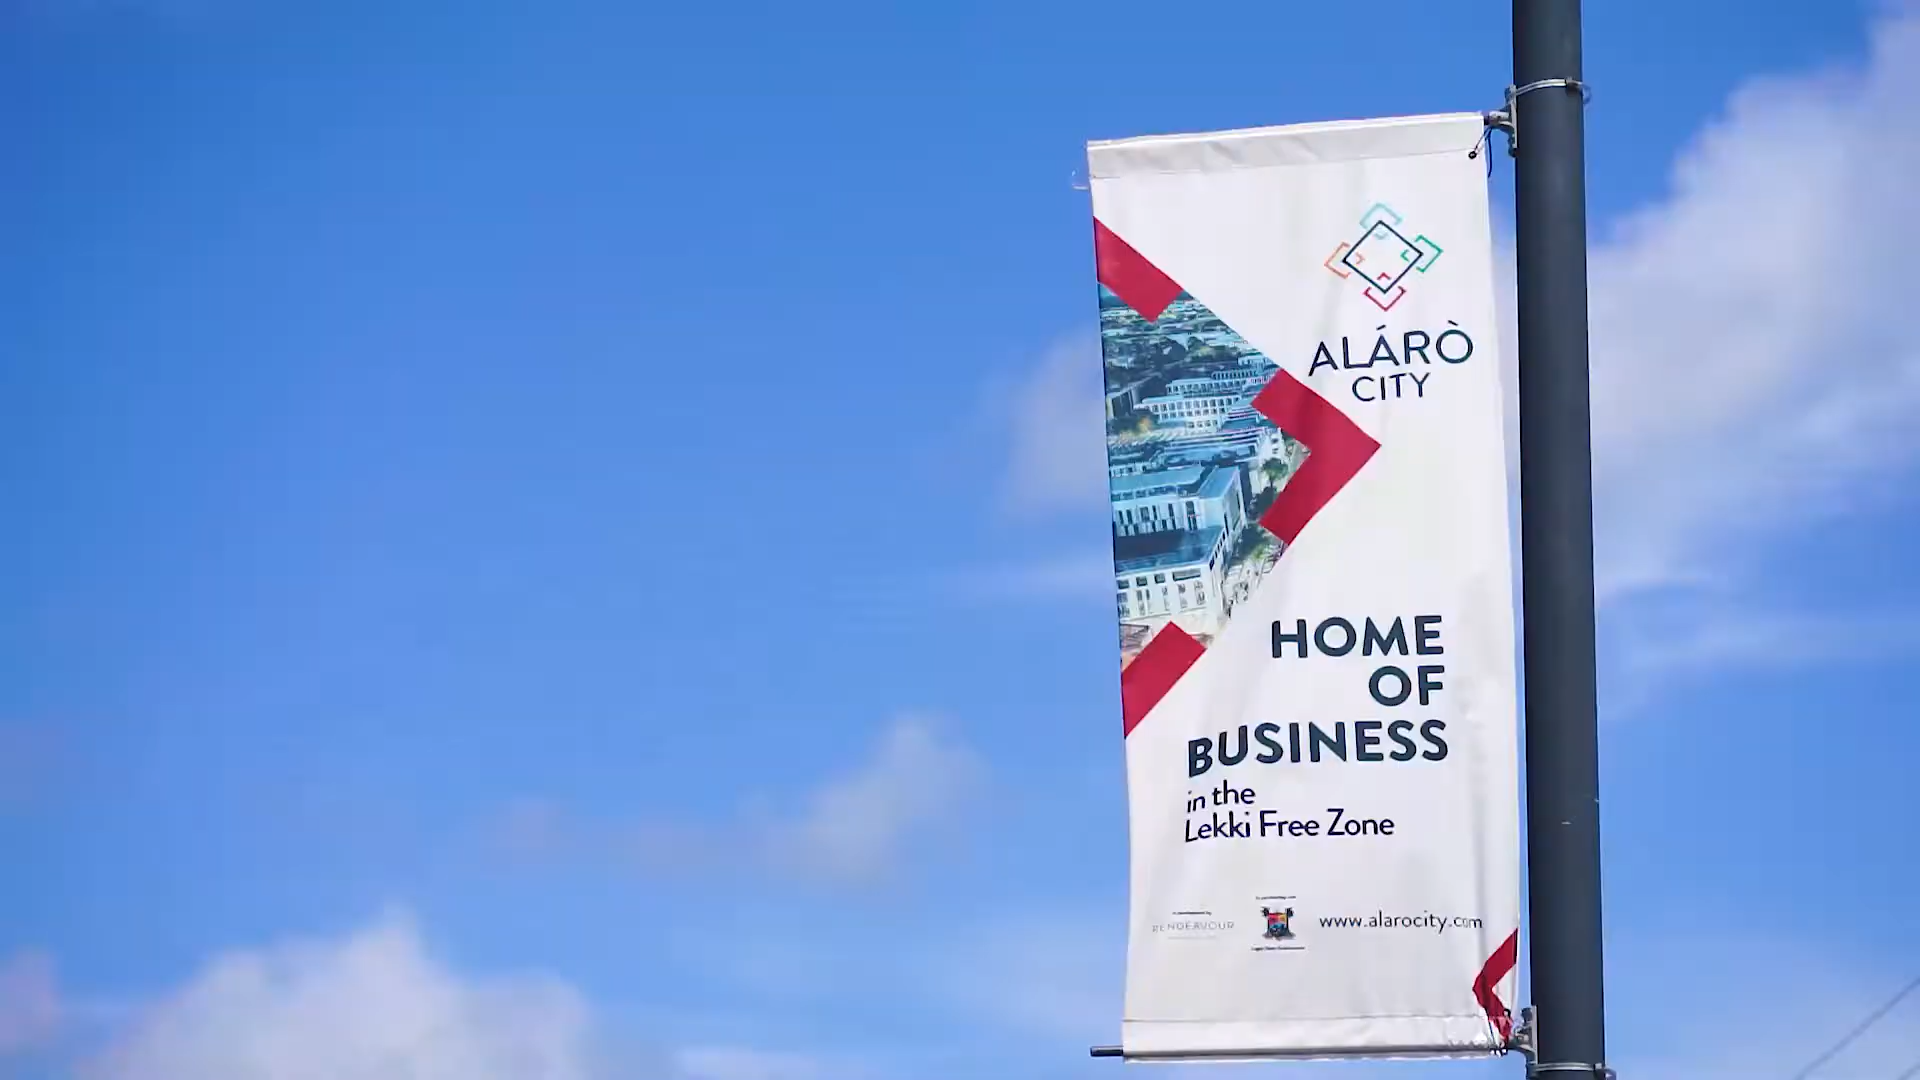 ALÁRÒ
CITY
HOME
OF
BUSINESS
in the
Lekki Free Zone
RENDEAVOUR
www.alarocity.com